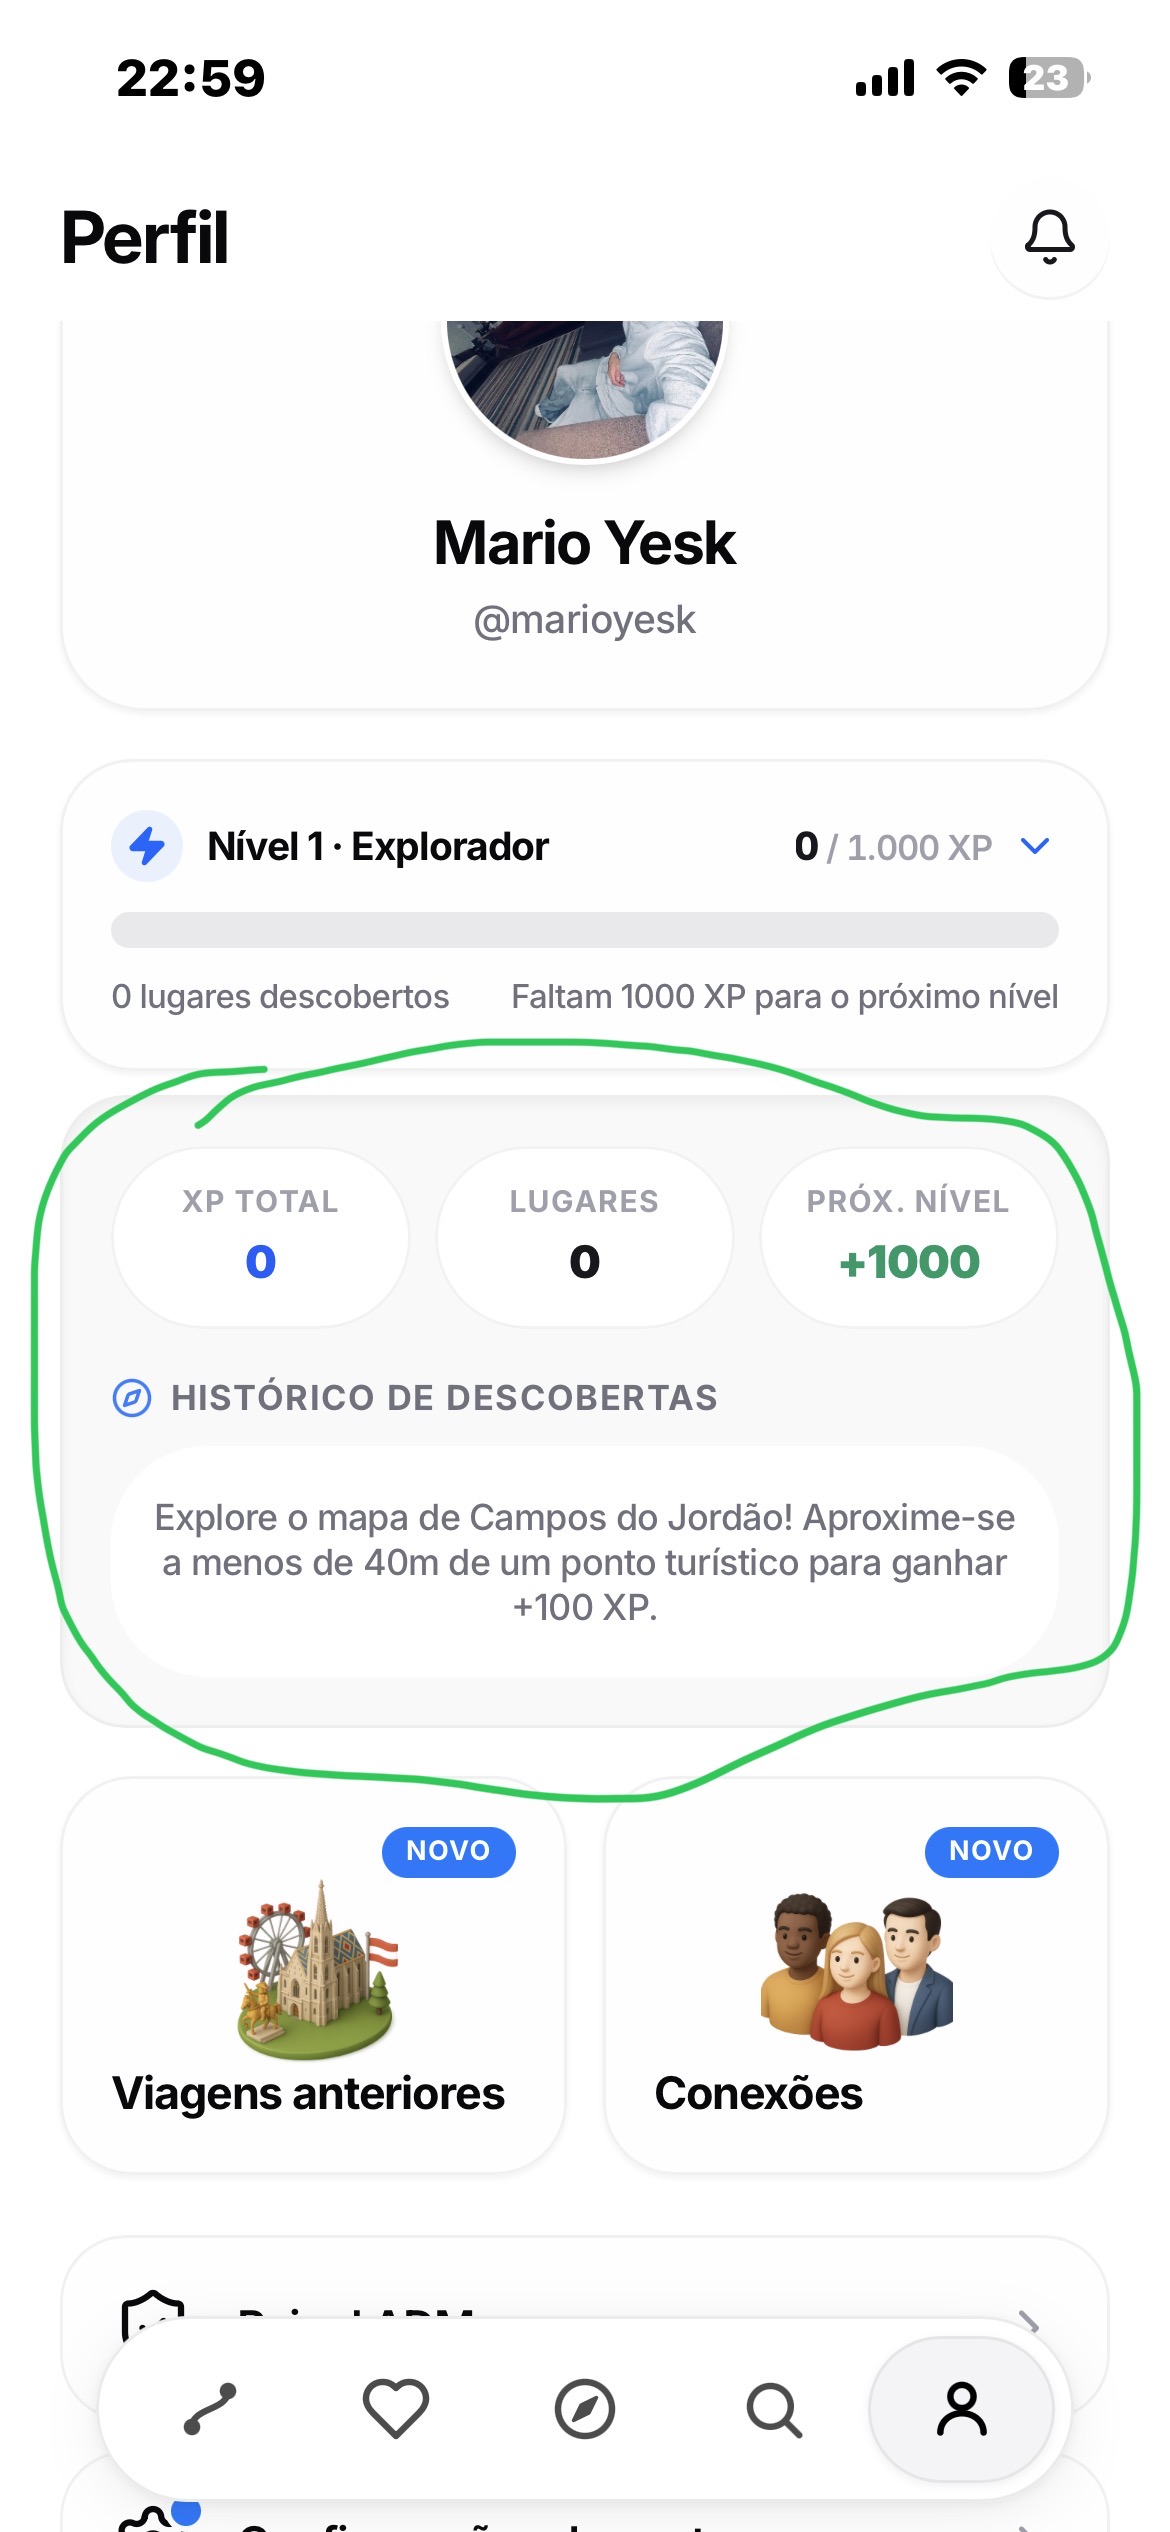 22:59
23
Perfil
Mario Yesk
@marioyesk
Nível 1 · Explorador
0 / 1.000 XP
0 lugares descobertos
Faltam 1000 XP para o próximo nível
XP TOTAL
0
LUGARES
0
PRÓX. NÍVEL
+1000
HISTÓRICO DE DESCOBERTAS
Explore o mapa de Campos do Jordão! Aproxime-se
a menos de 40m de um ponto turístico para ganhar
+100 XP.
NOVO
Viagens anteriores
NOVO
Conexões